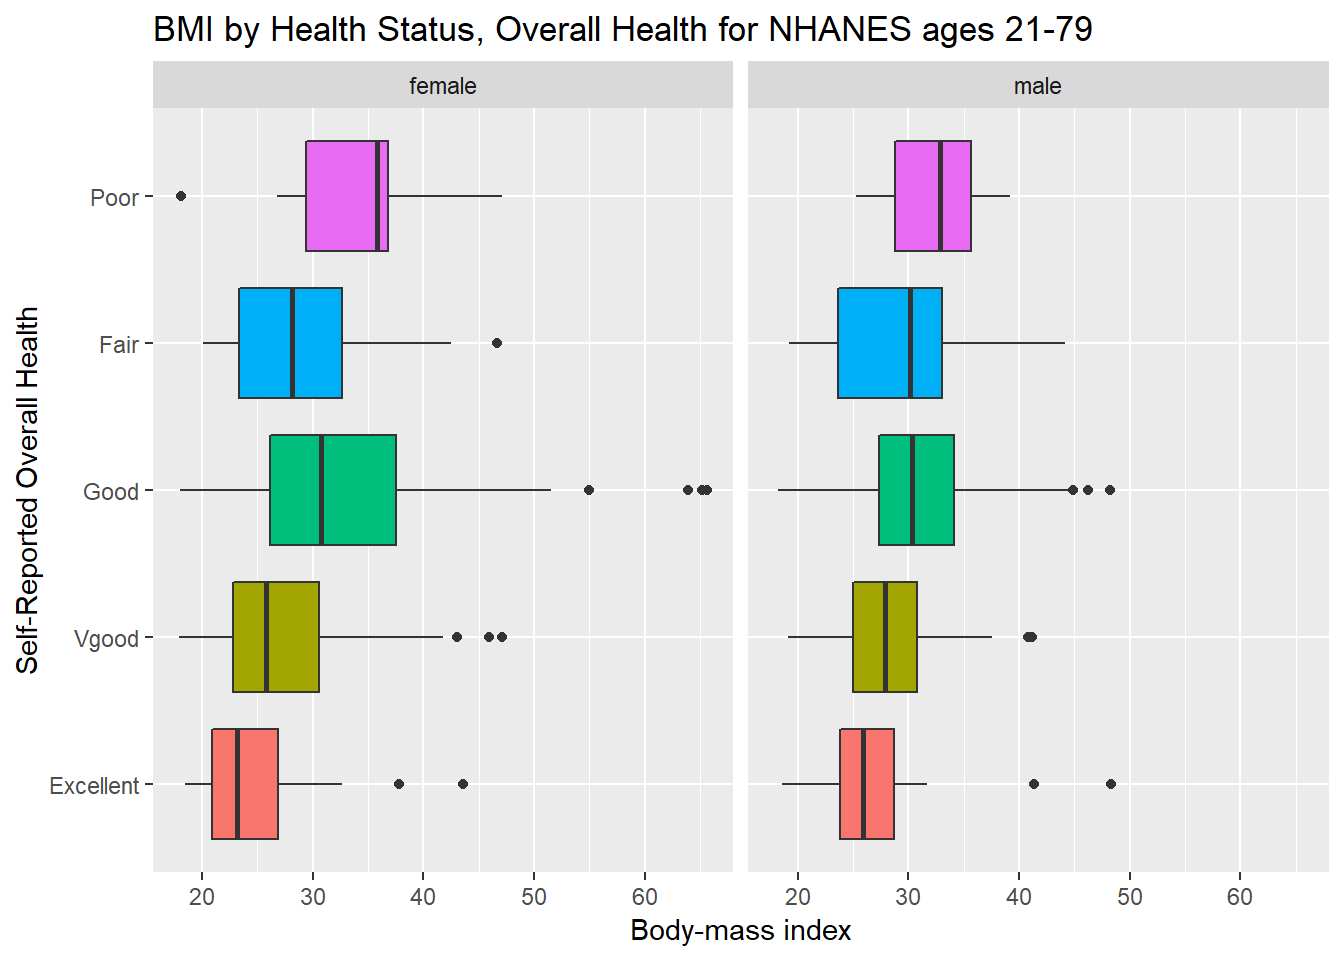 BMI by Health Status, Overall Health for NHANES ages 21-79
female
male
Self-Reported Overall Health
Poor
Fair
Good
Vgood
Excellent
20 30 40 50 60
20 30 40 50 60
Body-mass index